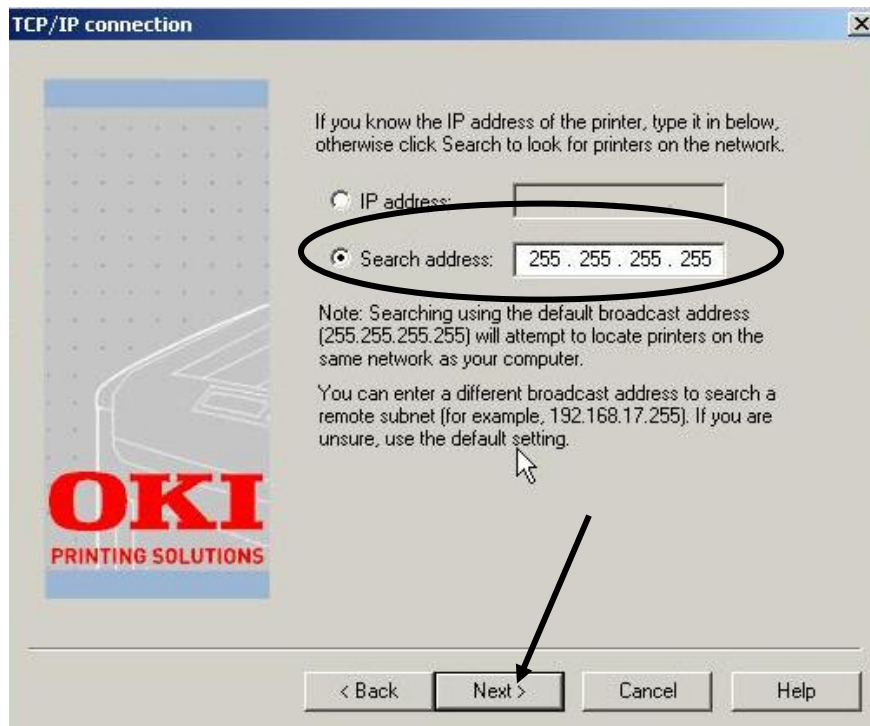 TCP/IP connection
If you know the IP address of the printer, type it in below,
otherwise click Search to look for printers on the network.
IP address:
Search address: 255 . 255 . 255 . 255
Note: Searching using the default broadcast address
(255.255.255.255) will attempt to locate printers on the
same network as your computer.
You can enter a different broadcast address to search a
remote subnet (for example, 192.168.17.255). If you are
unsure, use the default setting.
OKI
PRINTING SOLUTIONS
< Back Next > Cancel Help